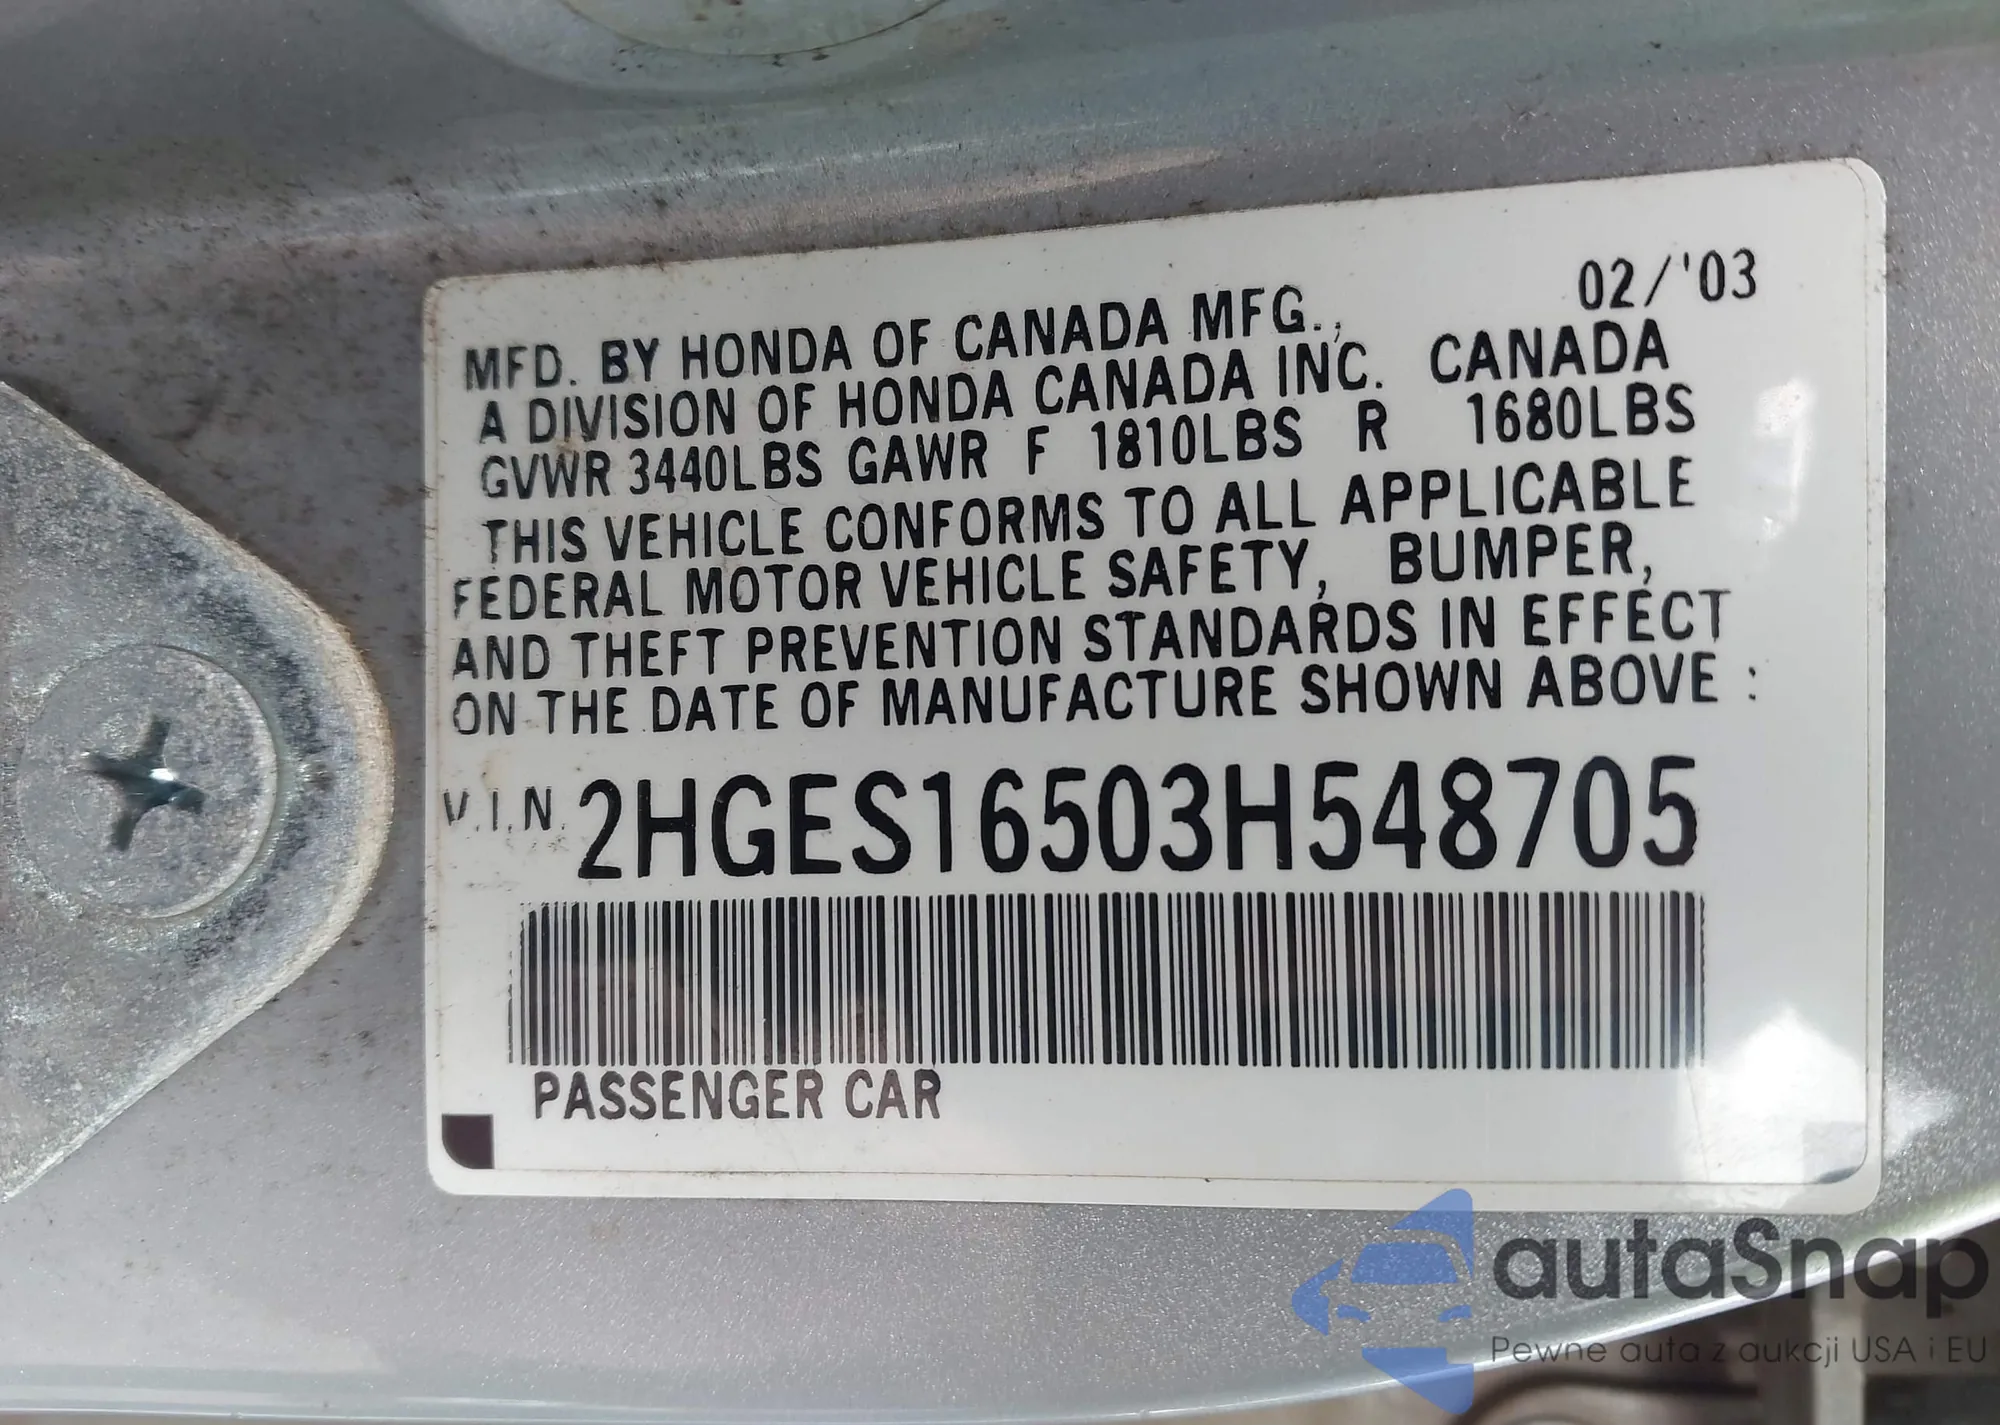 02/'03
MFD. BY HONDA OF CANADA MFG.,
A DIVISION OF HONDA CANADA INC. CANADA
GVWR 3440LBS GAWR F 1810LBS R 1680LBS
THIS VEHICLE CONFORMS TO ALL APPLICABLE
FEDERAL MOTOR VEHICLE SAFETY, BUMPER,
AND THEFT PREVENTION STANDARDS IN EFFECT
ON THE DATE OF MANUFACTURE SHOWN ABOVE :
V.I.N. 2HGES16503H548705
PASSENGER CAR
autaSnap
Pewne auta z aukcji USA i EU